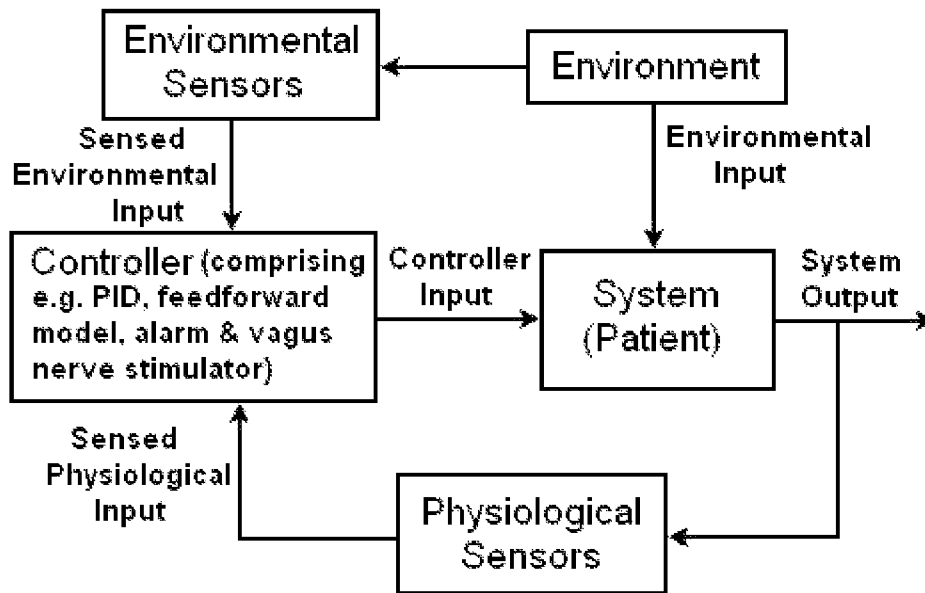 Environmental
Sensors
Environment
Sensed
Environmental
Input
Environmental
Input
Controller (comprising
e.g. PID, feedforward
model, alarm & vagus
nerve stimulator)
Controller
Input
System
(Patient)
System
Output
Sensed
Physiological
Input
Physiological
Sensors